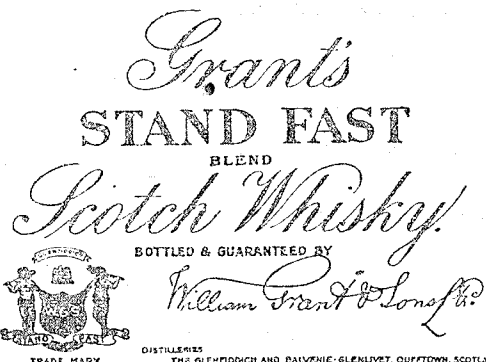 Grant's
STAND FAST
BLEND
Scotch Whisky.
BOTTLED & GUARANTEED BY
William Grant & Sons Ltd.
STAND FAST
TRADE MARK
DISTILLERIES
THE GLENFIDDICH AND BALVENIE-GLENLIVET, DUFFTOWN, SCOTLA